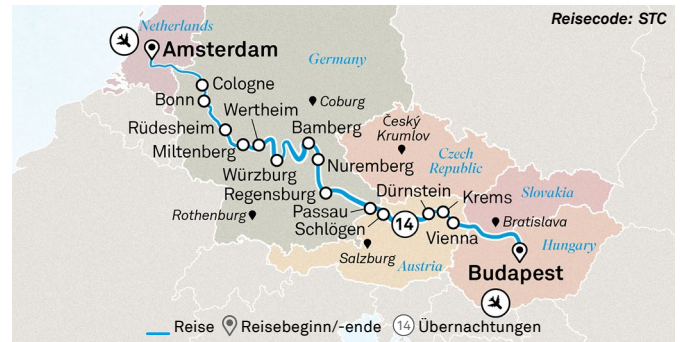 Reisecode: STC
Netherlands
Amsterdam
Germany
Cologne
Bonn
Coburg
Wertheim
Rüdesheim
Bamberg
Český
Krumlov
Miltenberg
Czech
Republic
Würzburg
Nuremberg
Regensburg
Dürnstein
Krems
Slovakia
Rothenburg
Passau
Schlögen
14
Bratislava
Vienna
Hungary
Salzburg
Austria
Budapest
Reise
Reisebeginn/-ende
14 Übernachtungen